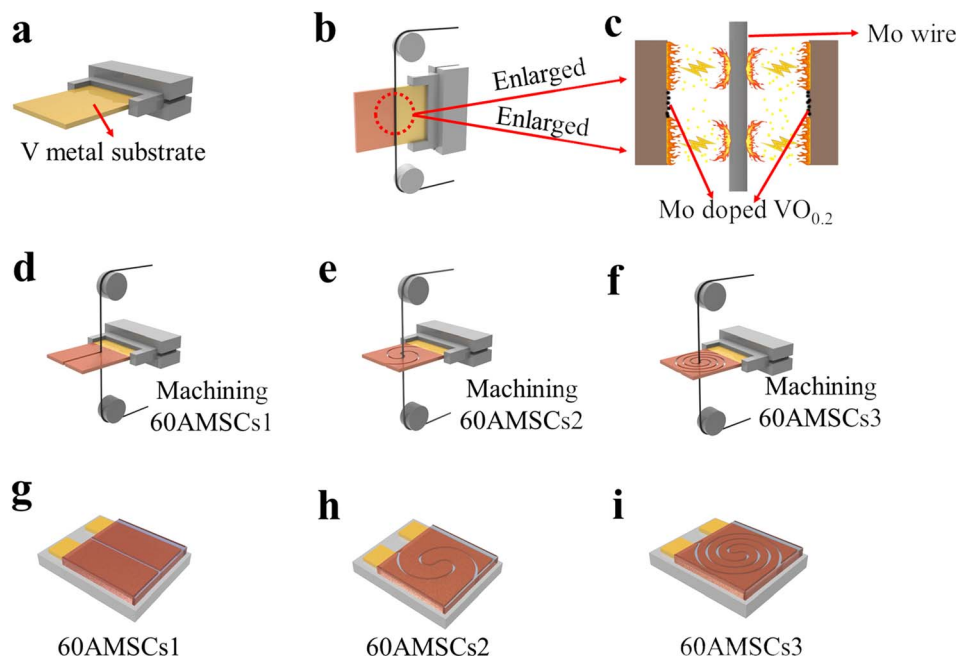 a
b
c
Mo wire
Enlarged
Enlarged
V metal substrate
Mo doped VO₀.₂
d
e
f
Machining
60AMSCs1
Machining
60AMSCs2
Machining
60AMSCs3
g
h
i
60AMSCs1
60AMSCs2
60AMSCs3